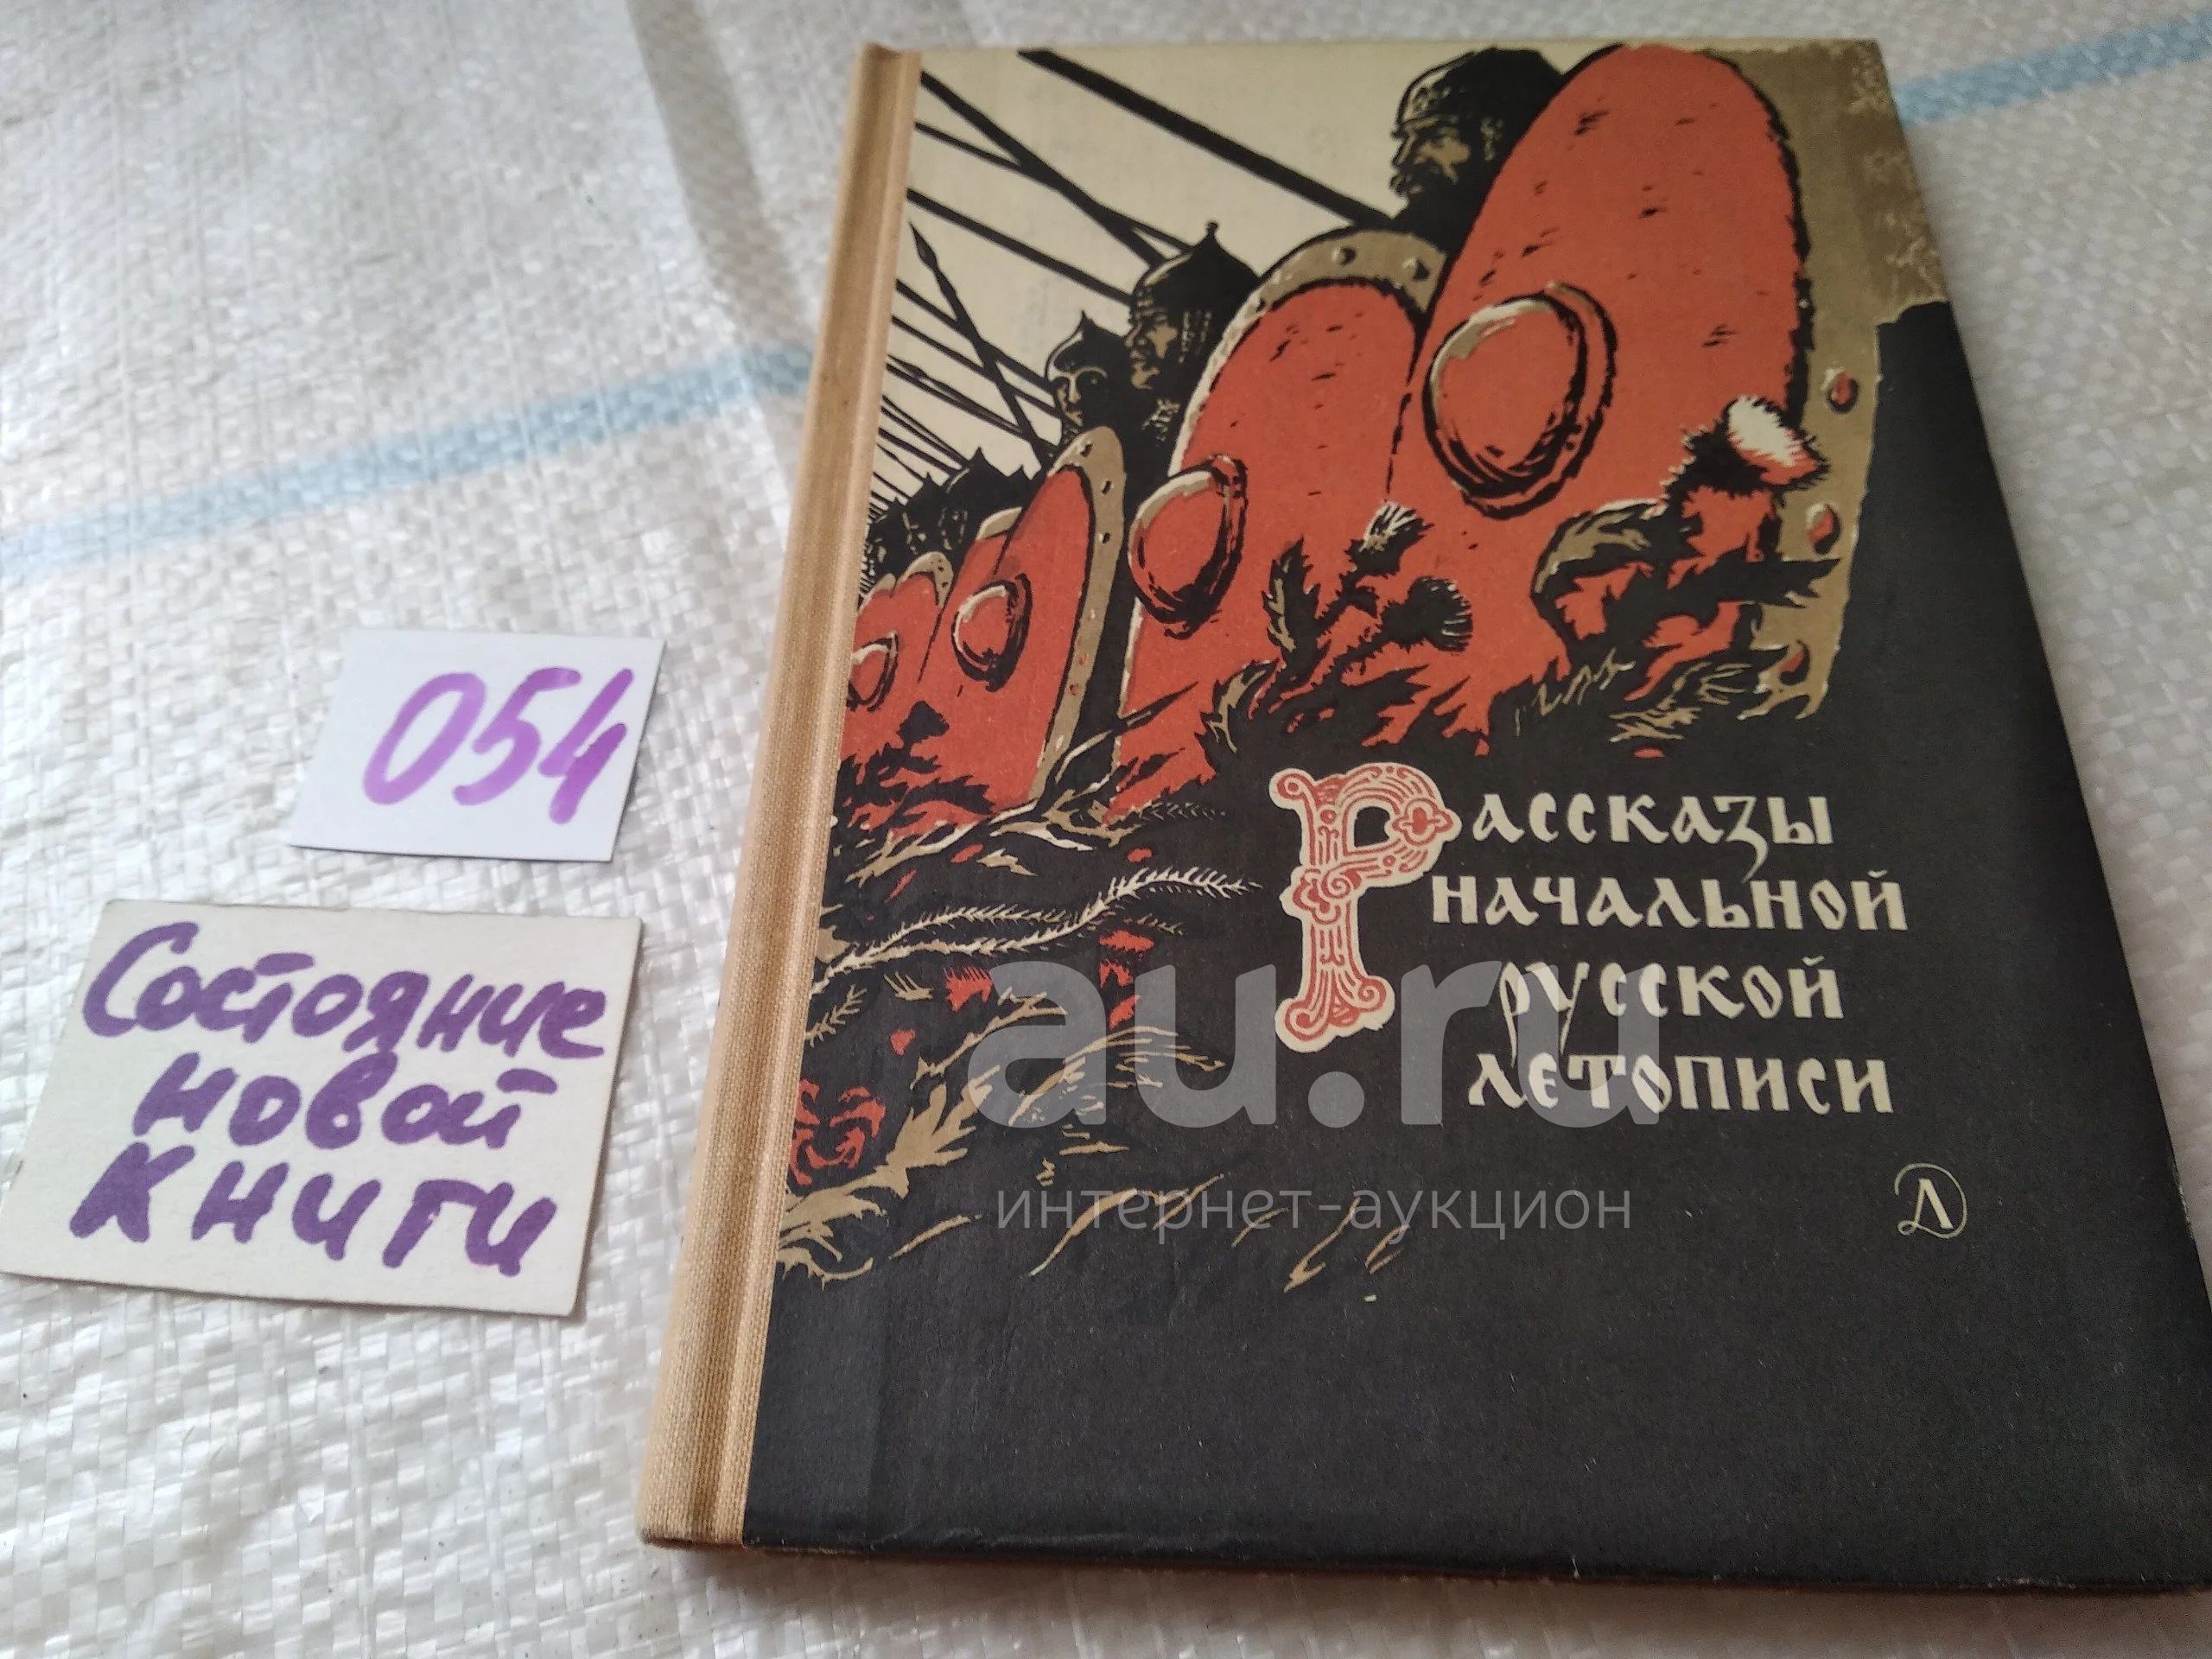 054
Состояние
новой
книги
Рассказы
начальной
русской
летописи
Д
au.ru
интернет-аукцион